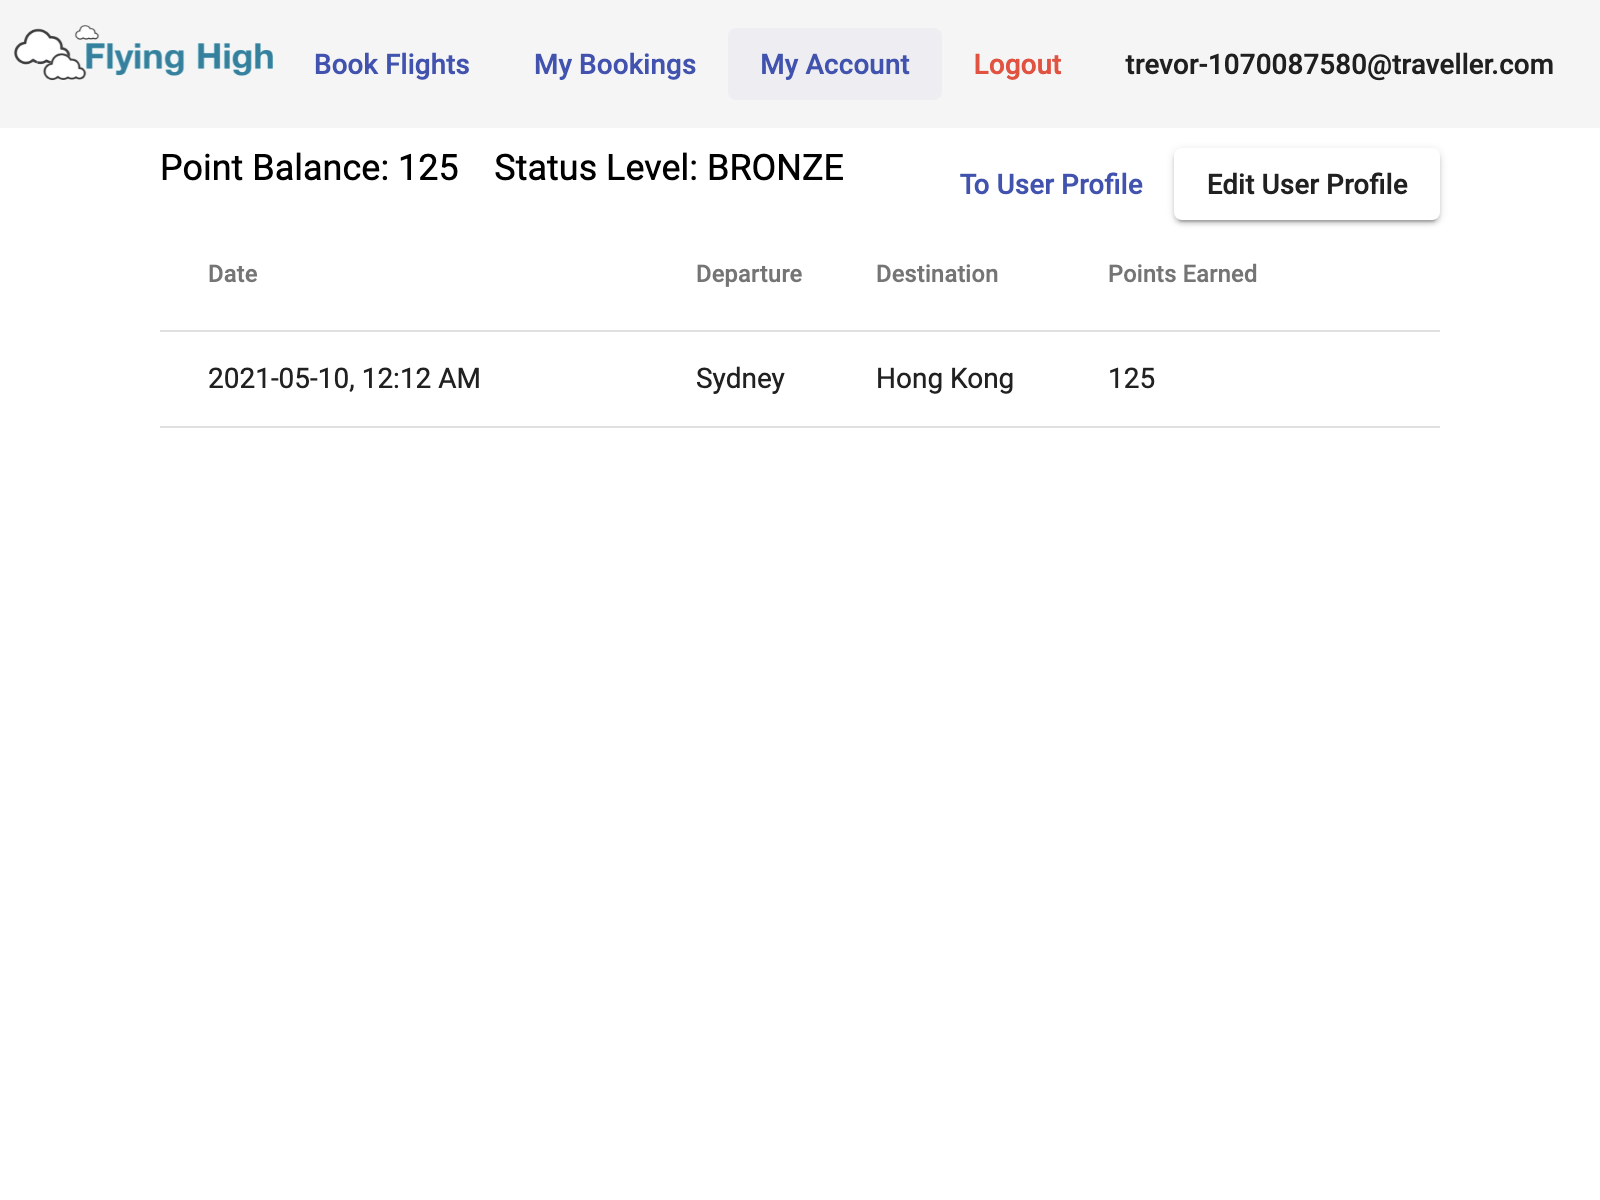 Flying High Book Flights My Bookings My Account Logout trevor-1070087580@traveller.com
Point Balance: 125 Status Level: BRONZE To User Profile Edit User Profile
Date Departure Destination Points Earned
2021-05-10, 12:12 AM Sydney Hong Kong 125